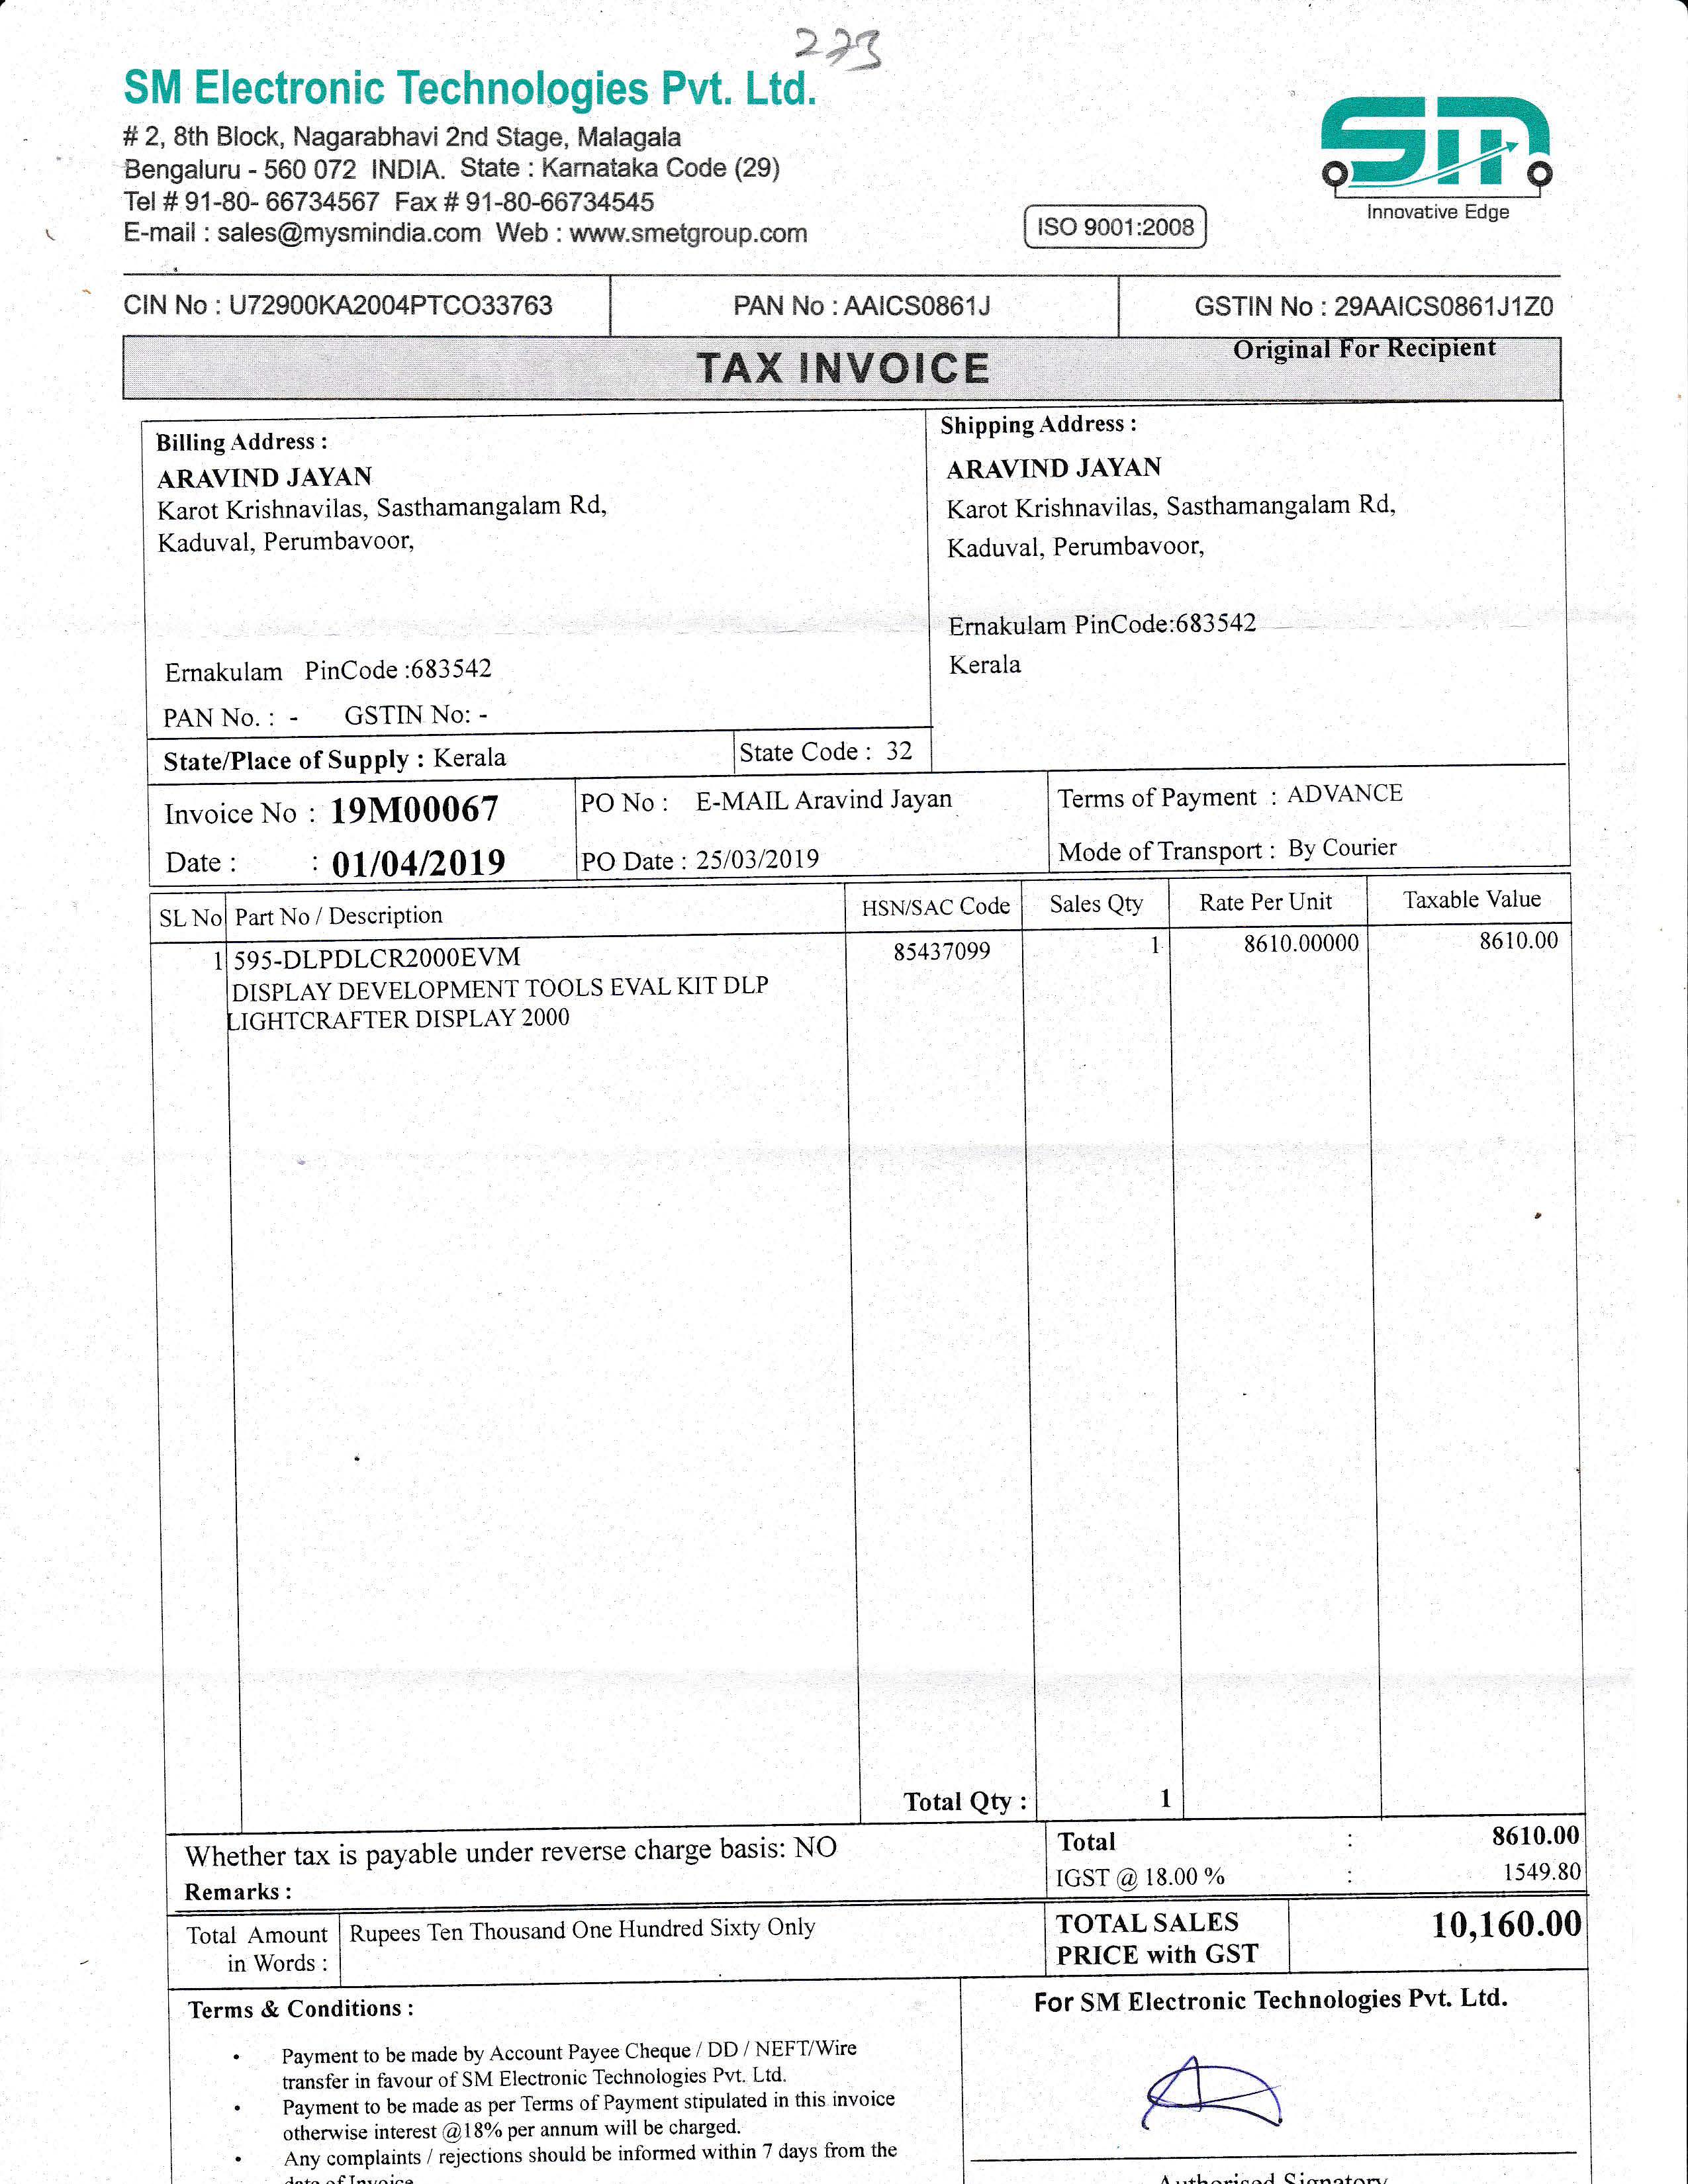 223
SM Electronic Technologies Pvt. Ltd.
# 2, 8th Block, Nagarabhavi 2nd Stage, Malagala
Bengaluru - 560 072 INDIA. State : Karnataka Code (29)
Tel # 91-80- 66734567 Fax # 91-80-66734545
E-mail : sales@mysmindia.com Web : www.smetgroup.com
ISO 9001:2008
sm
Innovative Edge
CIN No : U72900KA2004PTCO33763 PAN No : AAICS0861J GSTIN No : 29AAICS0861J1Z0
TAX INVOICE
Original For Recipient
Billing Address :
ARAVIND JAYAN
Karot Krishnavilas, Sasthamangalam Rd,
Kaduval, Perumbavoor,
Ernakulam PinCode :683542
PAN No. : - GSTIN No: -
Shipping Address :
ARAVIND JAYAN
Karot Krishnavilas, Sasthamangalam Rd,
Kaduval, Perumbavoor,
Ernakulam PinCode:683542
Kerala
State/Place of Supply : Kerala State Code : 32
Invoice No : 19M00067
Date : : 01/04/2019
PO No : E-MAIL Aravind Jayan
PO Date : 25/03/2019
Terms of Payment : ADVANCE
Mode of Transport : By Courier
SL No Part No / Description HSN/SAC Code Sales Qty Rate Per Unit Taxable Value
1 595-DLPDLCR2000EVM 85437099 1 8610.00000 8610.00
DISPLAY DEVELOPMENT TOOLS EVAL KIT DLP
LIGHTCRAFTER DISPLAY 2000
Total Qty : 1
Whether tax is payable under reverse charge basis: NO
Remarks :
Total : 8610.00
IGST @ 18.00 % : 1549.80
Total Amount
in Words :
Rupees Ten Thousand One Hundred Sixty Only
TOTAL SALES
PRICE with GST
10,160.00
Terms & Conditions :
• Payment to be made by Account Payee Cheque / DD / NEFT/Wire
transfer in favour of SM Electronic Technologies Pvt. Ltd.
• Payment to be made as per Terms of Payment stipulated in this invoice
otherwise interest @18% per annum will be charged.
• Any complaints / rejections should be informed within 7 days from the
date of Invoice
For SM Electronic Technologies Pvt. Ltd.
Authorised Signatory